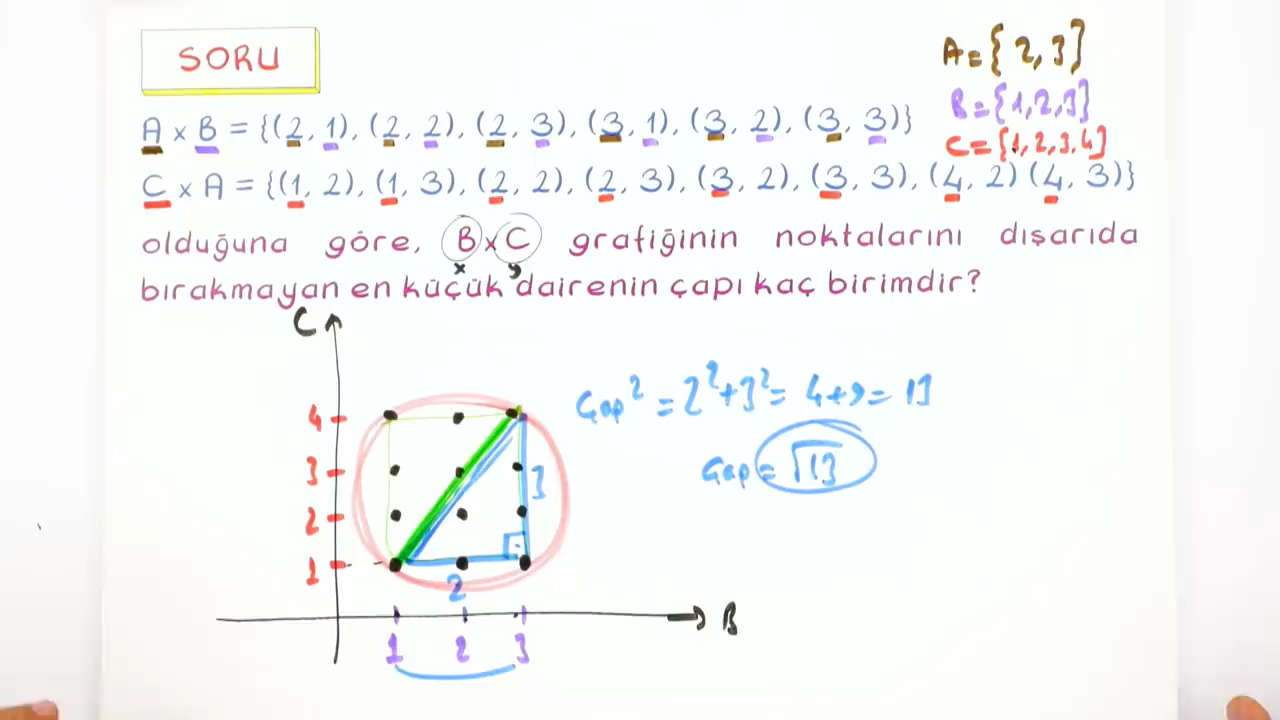 SORU
A = { 2, 3}
B = {1, 2, 3}
C = {1, 2, 3, 4}
A x B = {(2, 1), (2, 2), (2, 3), (3, 1), (3, 2), (3, 3)}
C x A = {(1, 2), (1, 3), (2, 2), (2, 3), (3, 2), (3, 3), (4, 2) (4, 3)}
olduğuna göre, B x C grafiğinin noktalarını dışarıda
x y
bırakmayan en küçük dairenin çapı kaç birimdir?
C
Çap² = 2² + 3² = 4 + 9 = 13
Çap = √13
4
3
2
1
3
2
B
1 2 3